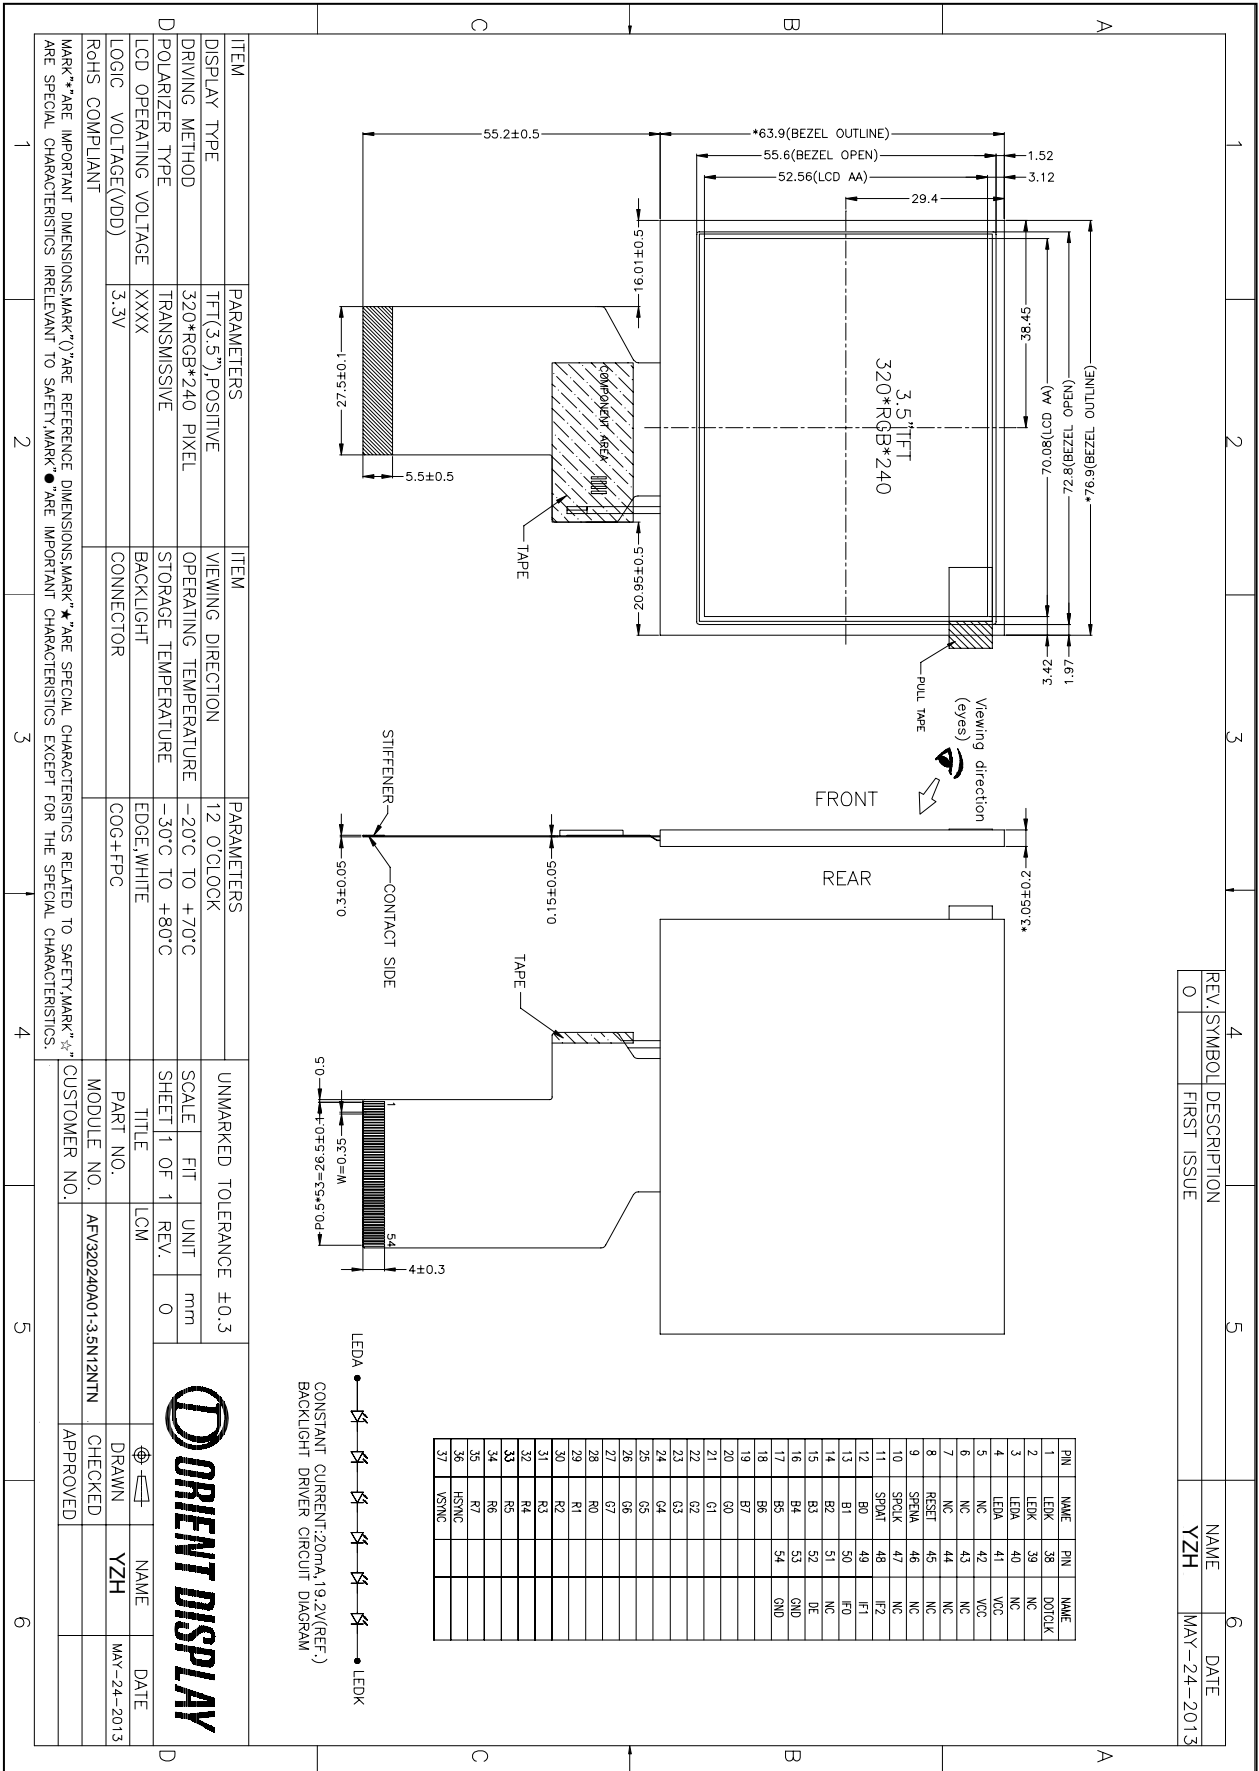 1 2 3 4 5 6
A B C D
REV. SYMBOL DESCRIPTION NAME DATE
0 FIRST ISSUE YZH MAY-24-2013
*76.9(BEZEL OUTLINE)
72.8(BEZEL OPEN)
70.08(LCD AA)
38.45
1.97
3.42
*63.9(BEZEL OUTLINE)
55.6(BEZEL OPEN)
52.56(LCD AA)
29.4
1.52
3.12
55.2±0.5
3.5"TFT
320*RGB*240
PULL TAPE
16.01±0.5
20.95±0.5
COMPONENT AREA
TAPE
27.5±0.1
5.5±0.5
Viewing direction
(eyes)
FRONT
REAR
*3.05±0.2
0.15±0.05
STIFFENER
CONTACT SIDE
0.3±0.05
TAPE
1
54
0.5
W=0.35
P0.5*53=26.5±0.1
4±0.3
PIN NAME PIN NAME
1 LEDK 38 DOTCLK
2 LEDK 39 NC
3 LEDA 40 NC
4 LEDA 41 VCC
5 NC 42 VCC
6 NC 43 NC
7 NC 44 NC
8 RESET 45 NC
9 SPENA 46 NC
10 SPCLK 47 NC
11 SPDAT 48 IF2
12 B0 49 IF1
13 B1 50 IF0
14 B2 51 NC
15 B3 52 DE
16 B4 53 GND
17 B5 54 GND
18 B6
19 B7
20 G0
21 G1
22 G2
23 G3
24 G4
25 G5
26 G6
27 G7
28 R0
29 R1
30 R2
31 R3
32 R4
33 R5
34 R6
35 R7
36 HSYNC
37 VSYNC
LEDA
LEDK
CONSTANT CURRENT:20mA,19.2V(REF.)
BACKLIGHT DRIVER CIRCUIT DIAGRAM
ITEM PARAMETERS ITEM PARAMETERS
DISPLAY TYPE TFT(3.5"),POSITIVE VIEWING DIRECTION 12 O'CLOCK
DRIVING METHOD 320*RGB*240 PIXEL OPERATING TEMPERATURE -20°C TO +70°C
POLARIZER TYPE TRANSMISSIVE STORAGE TEMPERATURE -30°C TO +80°C
LCD OPERATING VOLTAGE XXXX BACKLIGHT EDGE,WHITE
LOGIC VOLTAGE(VDD) 3.3V CONNECTOR COG+FPC
RoHS COMPLIANT
MARK"*"ARE IMPORTANT DIMENSIONS,MARK"()"ARE REFERENCE DIMENSIONS,MARK"★"ARE SPECIAL CHARACTERISTICS RELATED TO SAFETY,MARK"☆"
ARE SPECIAL CHARACTERISTICS IRRELEVANT TO SAFETY,MARK"●"ARE IMPORTANT CHARACTERISTICS EXCEPT FOR THE SPECIAL CHARACTERISTICS.
UNMARKED TOLERANCE ±0.3
SCALE FIT UNIT mm
SHEET 1 OF 1 REV. 0
ORIENT DISPLAY
TITLE LCM NAME DATE
PART NO. DRAWN YZH MAY-24-2013
MODULE NO. AFV320240A01-3.5N12NTN CHECKED
CUSTOMER NO. APPROVED
1 2 3 4 5 6
A B C D